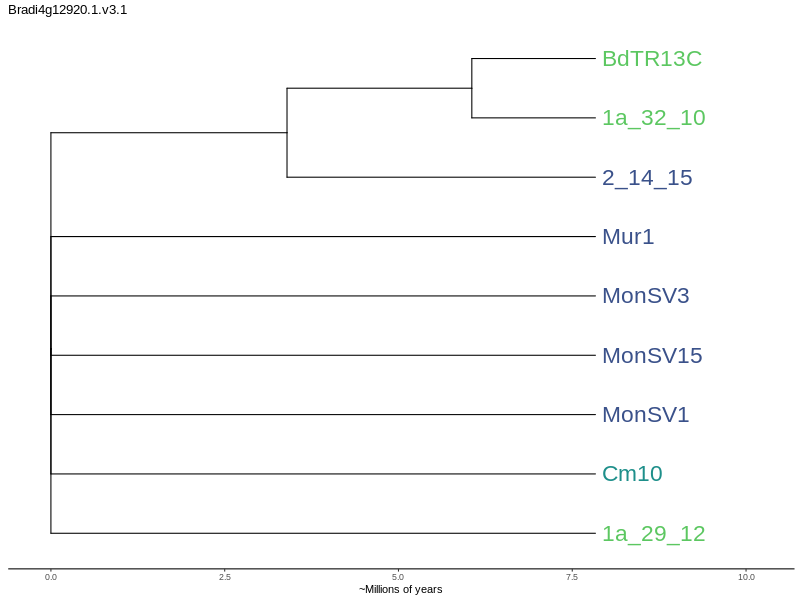 Bradi4g12920.1.v3.1
BdTR13C
1a_32_10
2_14_15
Mur1
MonSV3
MonSV15
MonSV1
Cm10
1a_29_12
0.0 2.5 5.0 7.5 10.0
~Millions of years